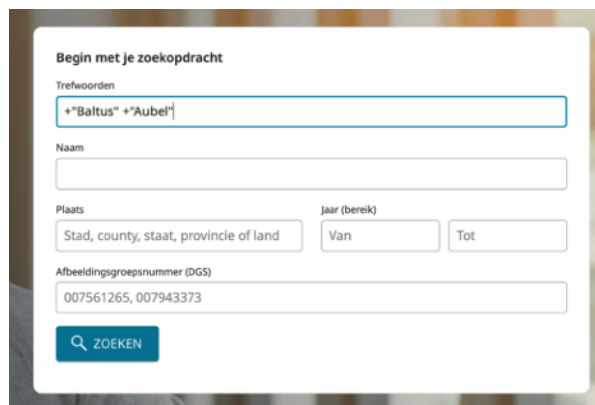 Begin met je zoekopdracht
Trefwoorden
+"Baltus" +"Aubel"
Naam
Plaats Jaar (bereik)
Stad, county, staat, provincie of land Van Tot
Afbeeldingsgroepsnummer (DGS)
007561265, 007943373
ZOEKEN